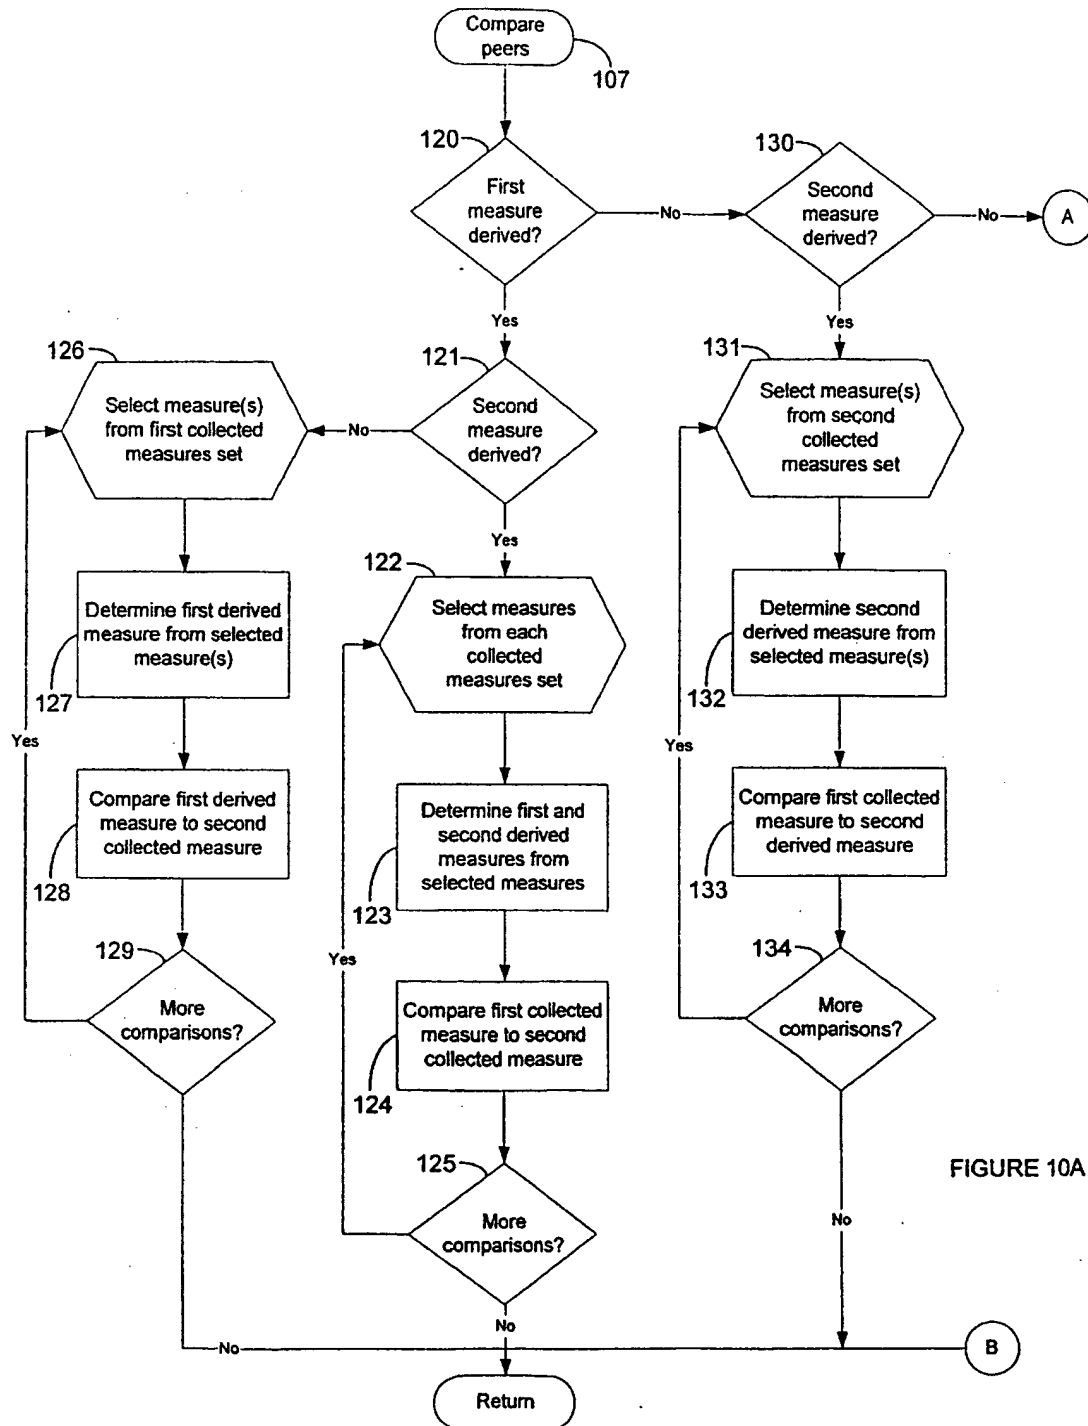 Compare
peers
107
120
First
measure
derived?
No
130
Second
measure
derived?
No
A
Yes
Yes
126
Select measure(s)
from first collected
measures set
No
121
Second
measure
derived?
131
Select measure(s)
from second
collected
measures set
Yes
122
Select measures
from each
collected
measures set
Determine first derived
measure from selected
measure(s)
127
Determine second
derived measure from
selected measure(s)
132
Yes
Yes
Compare first derived
measure to second
collected measure
128
Determine first and
second derived
measures from
selected measures
123
Compare first collected
measure to second
derived measure
133
129
More
comparisons?
Yes
Compare first collected
measure to second
collected measure
124
134
More
comparisons?
125
More
comparisons?
FIGURE 10A
No
No
No
B
Return